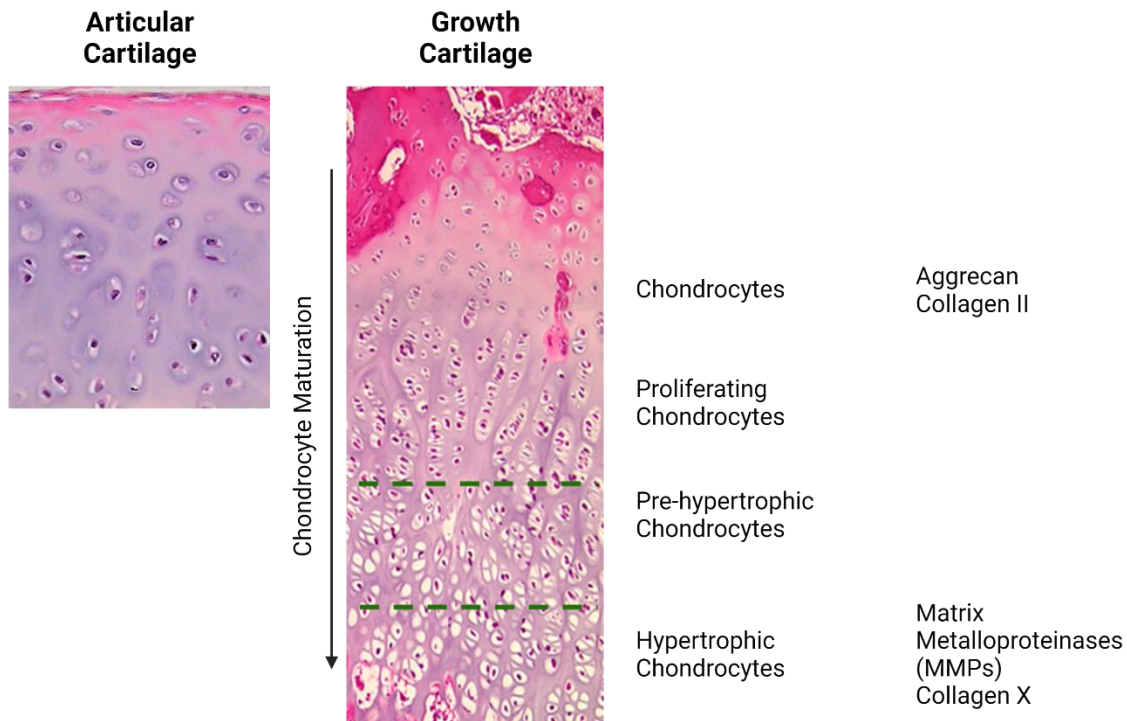 Articular
Cartilage
Growth
Cartilage
Chondrocyte Maturation
Chondrocytes
Aggrecan
Collagen II
Proliferating
Chondrocytes
Pre-hypertrophic
Chondrocytes
Hypertrophic
Chondrocytes
Matrix
Metalloproteinases
(MMPs)
Collagen X